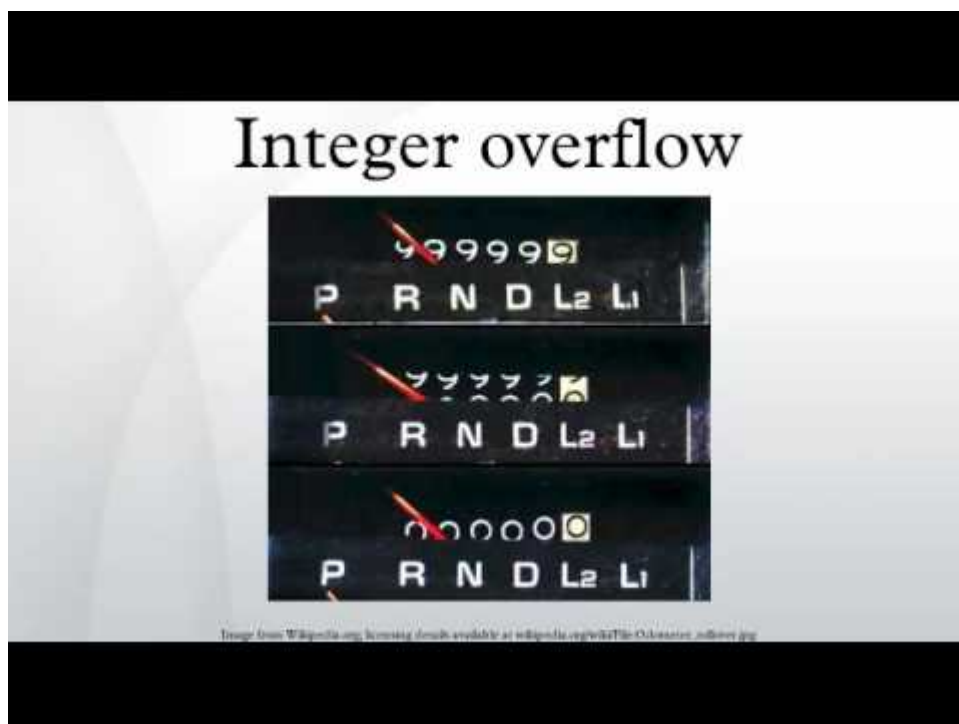 Integer overflow
999999
P R N D L2 L1
999999
P R N D L2 L1
000000
P R N D L2 L1
Image from Wikipedia.org, licensing details available at wikipedia.org/wiki/File:Odometer_rollover.jpg